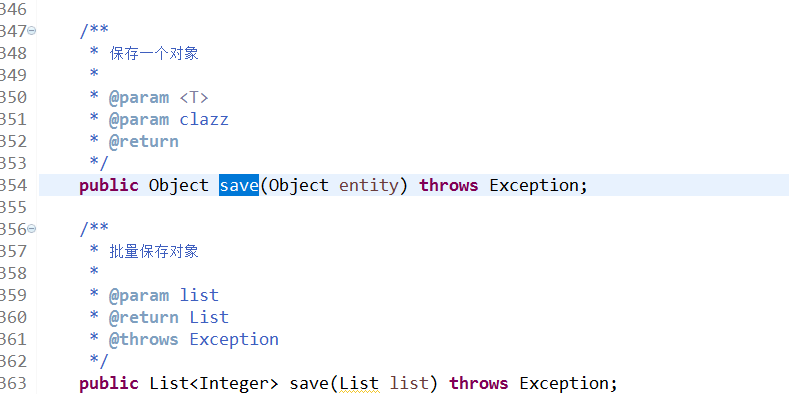 346
347 /**
348 * 保存一个对象
349 *
350 * @param <T>
351 * @param clazz
352 * @return
353 */
354 public Object save(Object entity) throws Exception;
355
356 /**
357 * 批量保存对象
358 *
359 * @param list
360 * @return List
361 * @throws Exception
362 */
363 public List<Integer> save(List list) throws Exception;